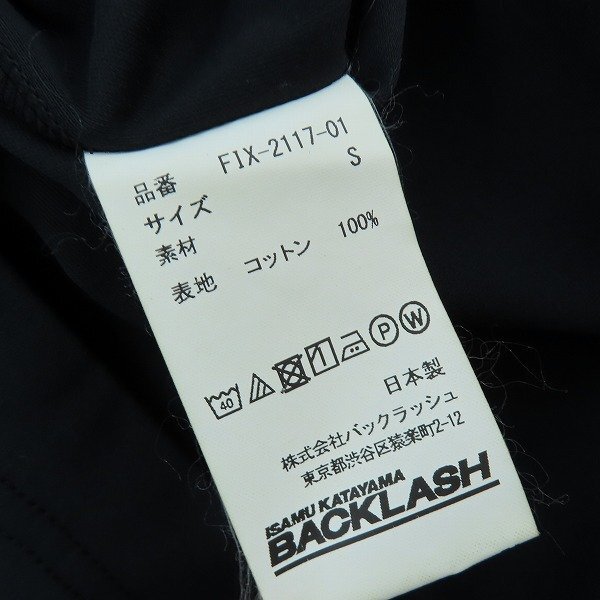 品番 FIX-2117-01
サイズ S
素材
表地 コットン 100%
40 P W
日本製
株式会社バックラッシュ
東京都渋谷区猿楽町2-12
ISAMU KATAYAMA
BACKLASH